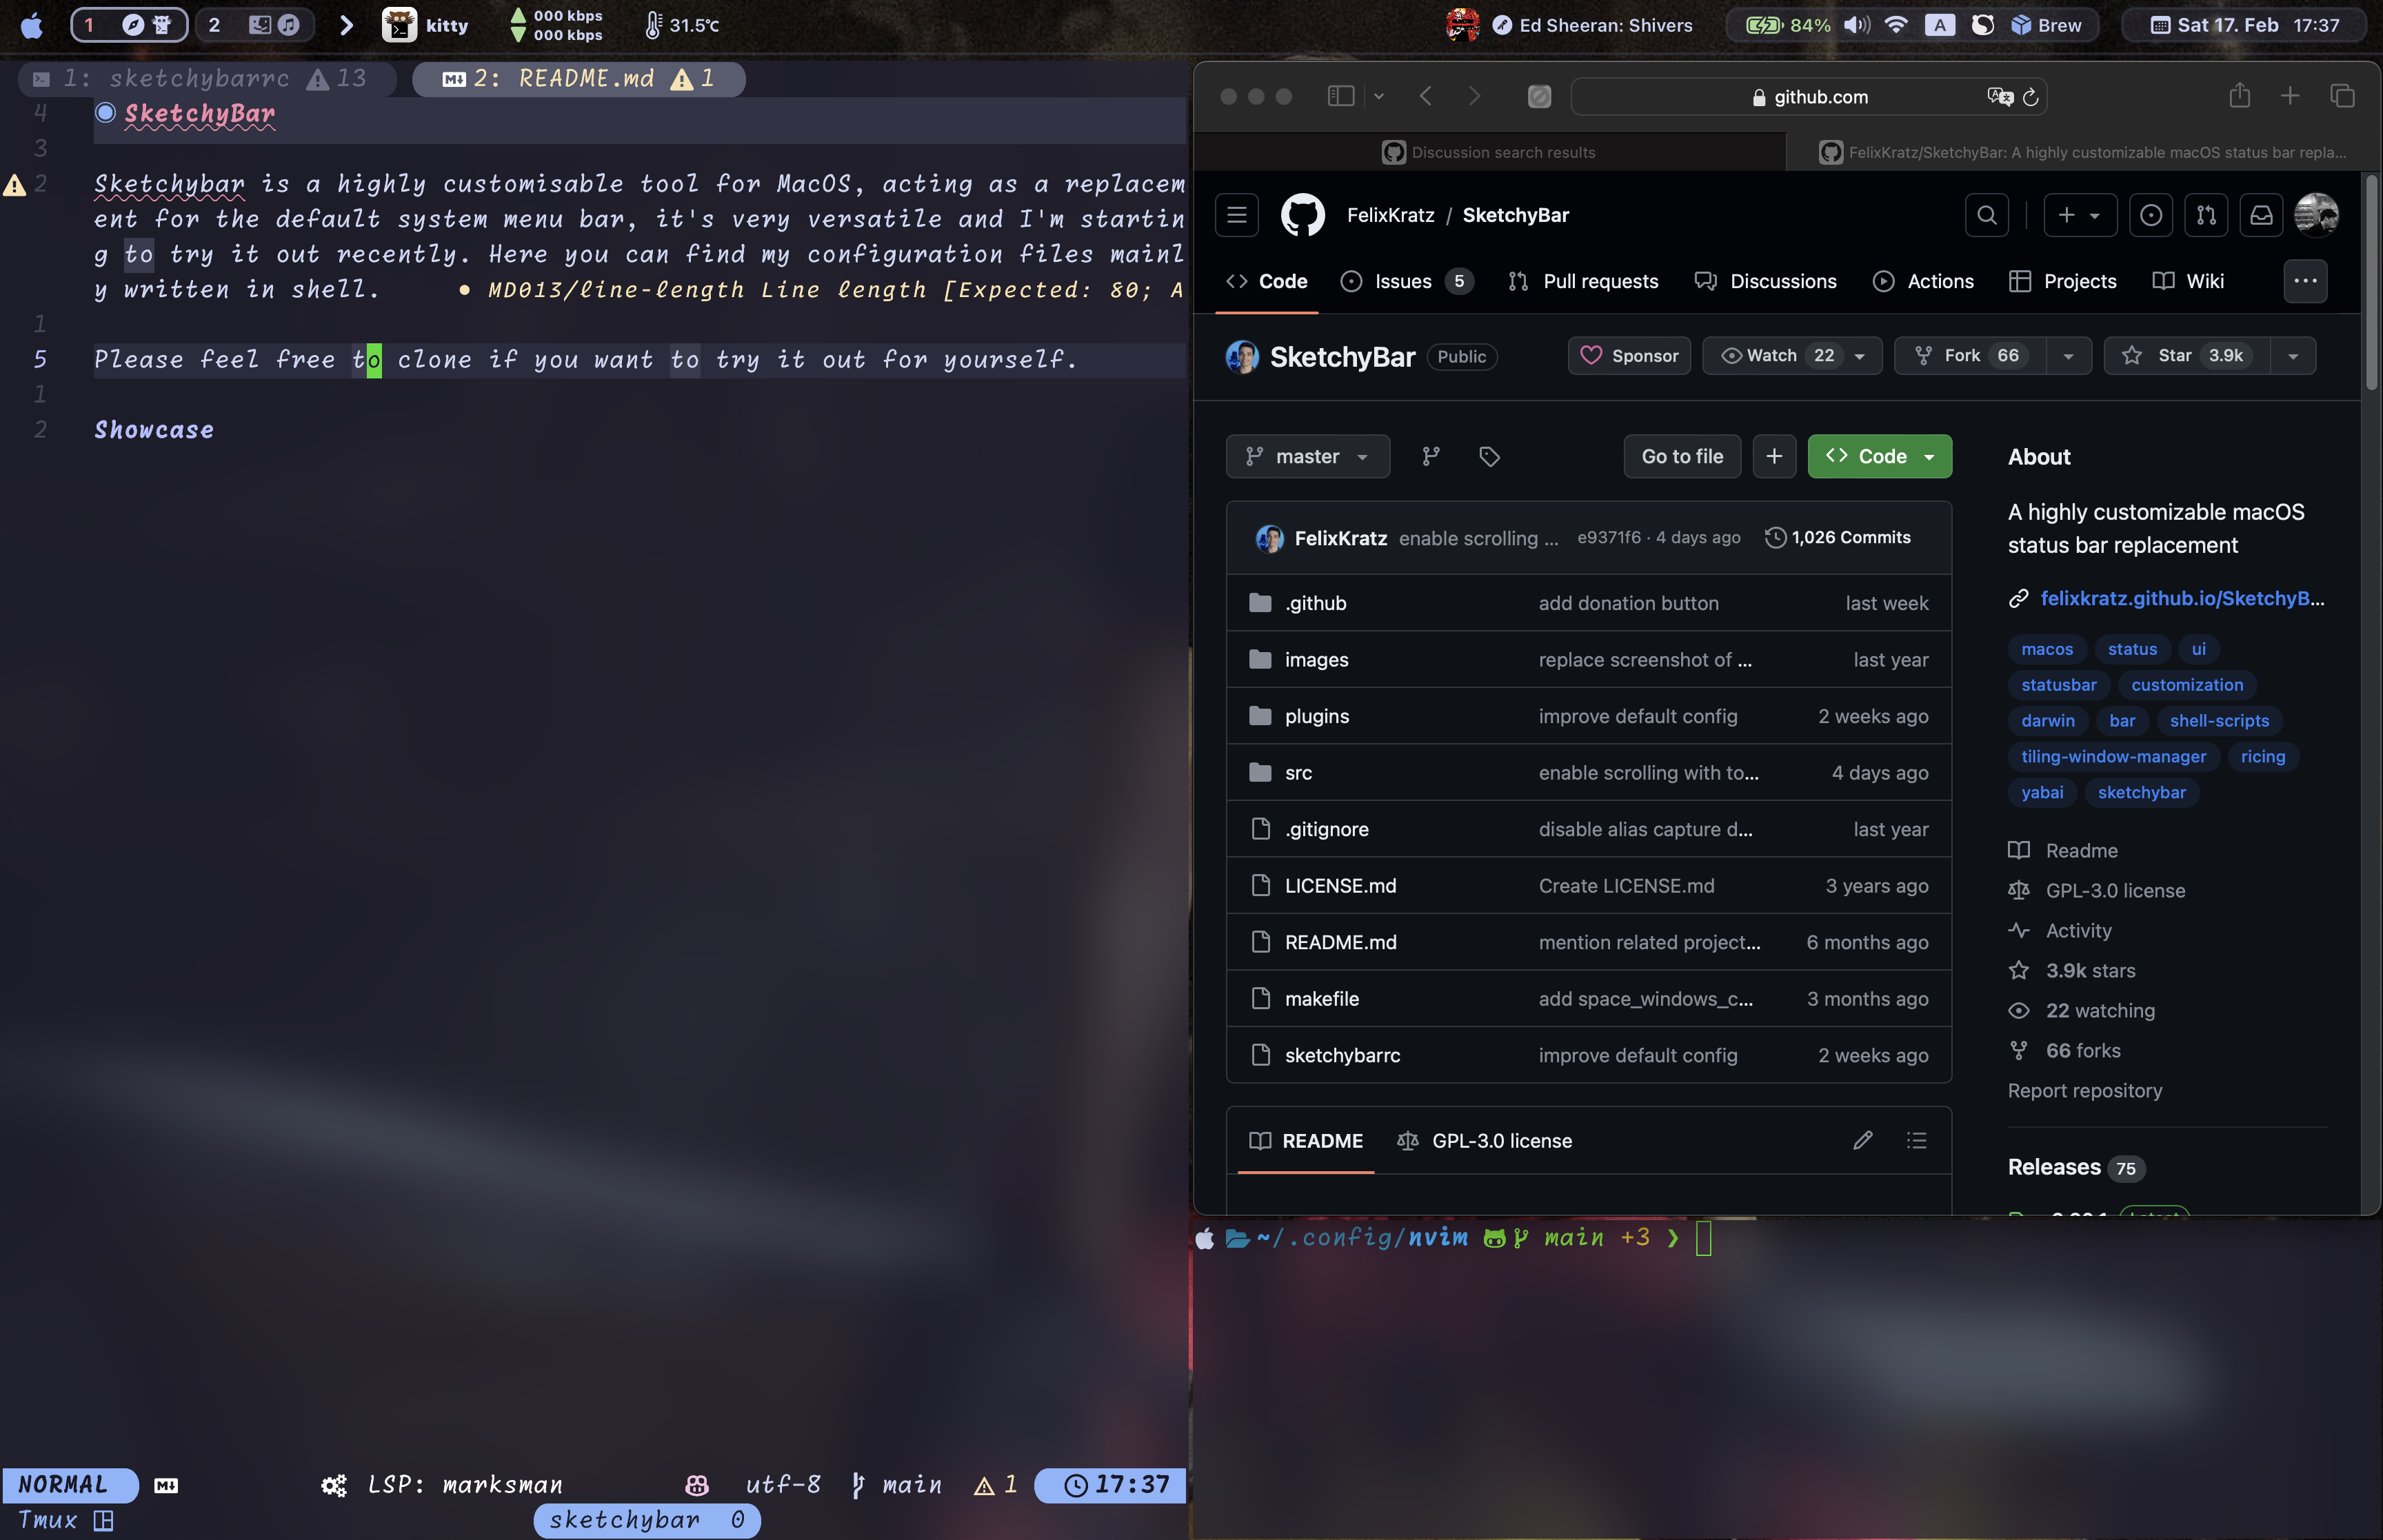 1 2 kitty 000 kbps 31.5℃ Ed Sheeran: Shivers 84% A Brew Sat 17. Feb 17:37
000 kbps
1: sketchybarrc 13 2: README.md 1
4 SketchyBar
3
2 Sketchybar is a highly customisable tool for MacOS, acting as a replacem
ent for the default system menu bar, it's very versatile and I'm startin
g to try it out recently. Here you can find my configuration files mainl
y written in shell. ● MD013/line-length Line length [Expected: 80; A
1
5 Please feel free to clone if you want to try it out for yourself.
1
2 Showcase
NORMAL LSP: marksman utf-8 main 1 17:37
Tmux sketchybar 0
github.com
Discussion search results FelixKratz/SketchyBar: A highly customizable macOS status bar repla...
FelixKratz / SketchyBar
Code Issues 5 Pull requests Discussions Actions Projects Wiki
SketchyBar Public Sponsor Watch 22 Fork 66 Star 3.9k
master Go to file Code
FelixKratz enable scrolling ... e9371f6 · 4 days ago 1,026 Commits
.github add donation button last week
images replace screenshot of ... last year
plugins improve default config 2 weeks ago
src enable scrolling with to... 4 days ago
.gitignore disable alias capture d... last year
LICENSE.md Create LICENSE.md 3 years ago
README.md mention related project... 6 months ago
makefile add space_windows_c... 3 months ago
sketchybarrc improve default config 2 weeks ago
README GPL-3.0 license
About
A highly customizable macOS
status bar replacement
felixkratz.github.io/SketchyB...
macos status ui
statusbar customization
darwin bar shell-scripts
tiling-window-manager ricing
yabai sketchybar
Readme
GPL-3.0 license
Activity
3.9k stars
22 watching
66 forks
Report repository
Releases 75
~/.config/nvim main +3 ❯